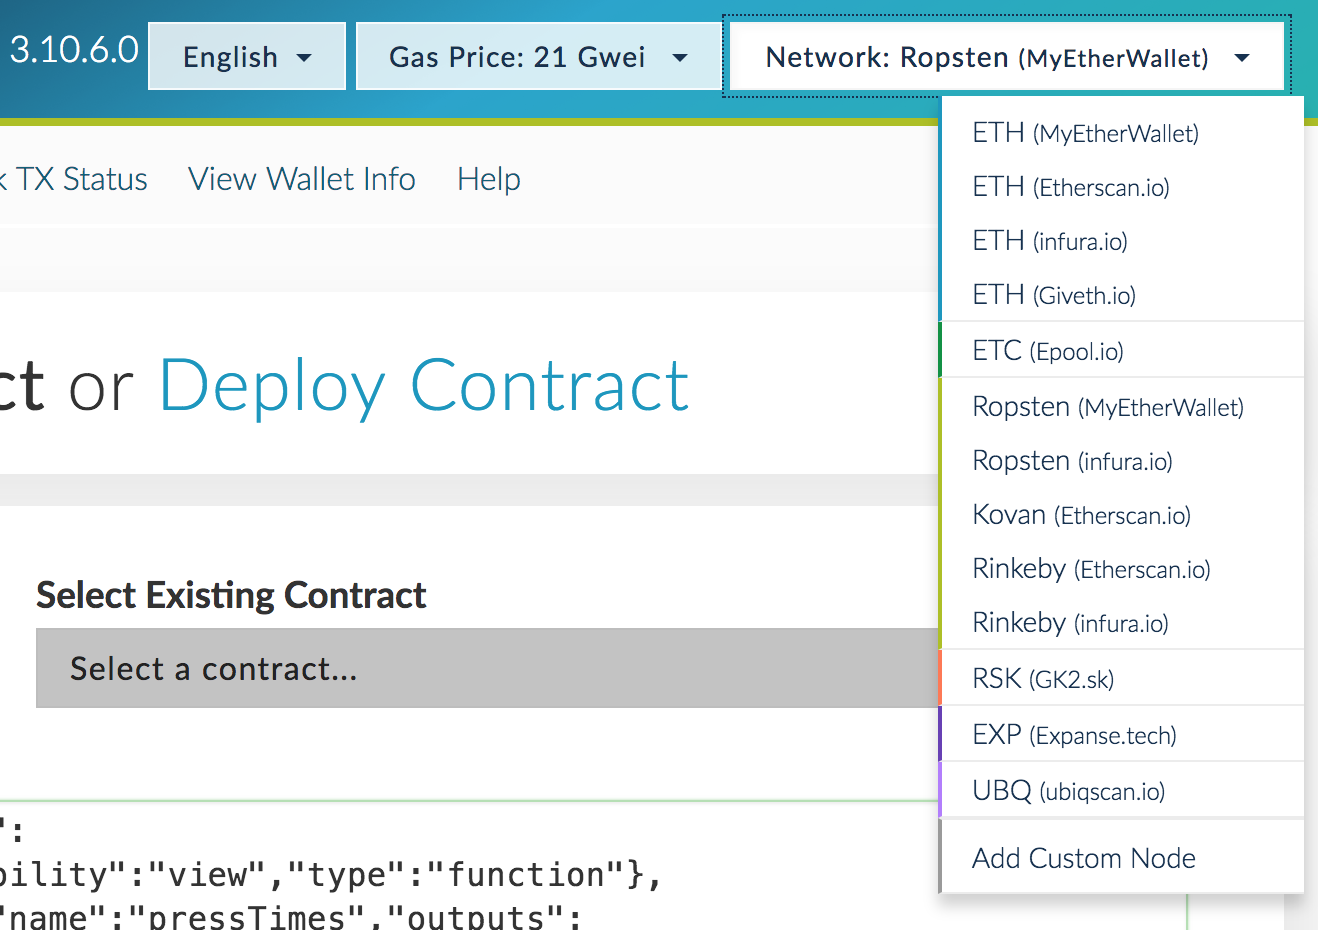 3.10.6.0 English Gas Price: 21 Gwei Network: Ropsten (MyEtherWallet)
TX Status View Wallet Info Help
or Deploy Contract
Select Existing Contract
Select a contract...
":
bility":"view","type":"function"},
"name":"pressTimes","outputs":
ETH (MyEtherWallet)
ETH (Etherscan.io)
ETH (infura.io)
ETH (Giveth.io)
ETC (Epool.io)
Ropsten (MyEtherWallet)
Ropsten (infura.io)
Kovan (Etherscan.io)
Rinkeby (Etherscan.io)
Rinkeby (infura.io)
RSK (GK2.sk)
EXP (Expanse.tech)
UBQ (ubiqscan.io)
Add Custom Node